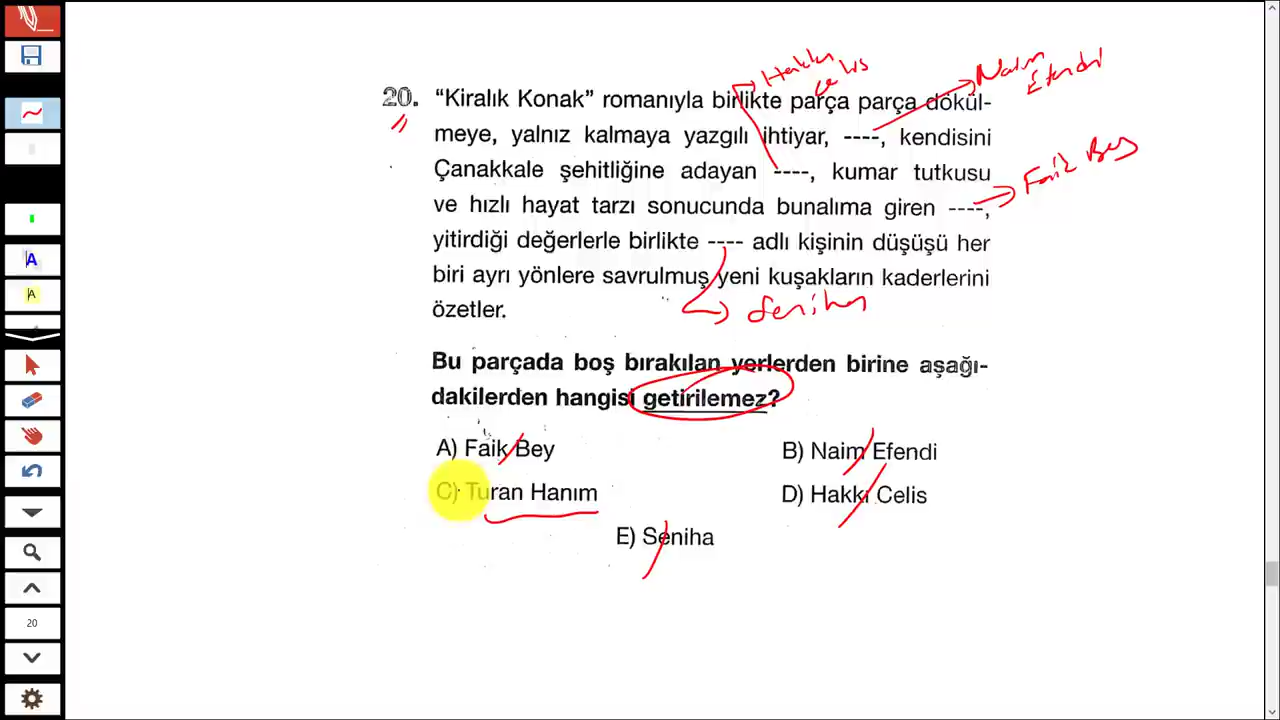 Hakkı
Celis
Naim
Efendi
20. “Kiralık Konak” romanıyla birlikte parça parça dökül-
meye, yalnız kalmaya yazgılı ihtiyar, ----, kendisini
Çanakkale şehitliğine adayan ----, kumar tutkusu
Faik Bey
ve hızlı hayat tarzı sonucunda bunalıma giren ----,
yitirdiği değerlerle birlikte ---- adlı kişinin düşüşü her
biri ayrı yönlere savrulmuş yeni kuşakların kaderlerini
özetler.
Seniha
Bu parçada boş bırakılan yerlerden birine aşağı-
dakilerden hangisi getirilemez?
A) Faik Bey
B) Naim Efendi
C) Turan Hanım
D) Hakkı Celis
E) Seniha
A
A
20